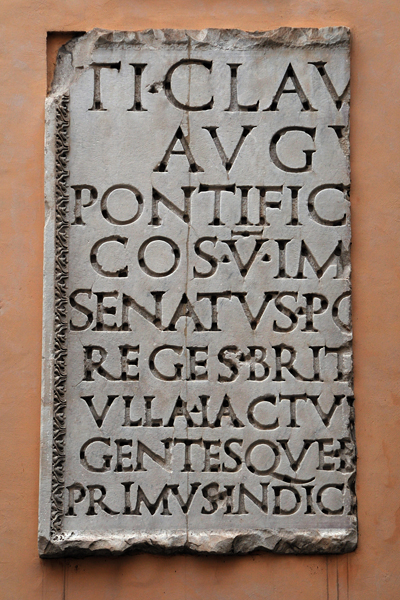 TI·CLAV
AVG
PONTIFIC
COS·V·IM
SENATVS·PO
REGES·BRIT
VLLA·IACTV
GENTESQVE
PRIMVS·INDIC